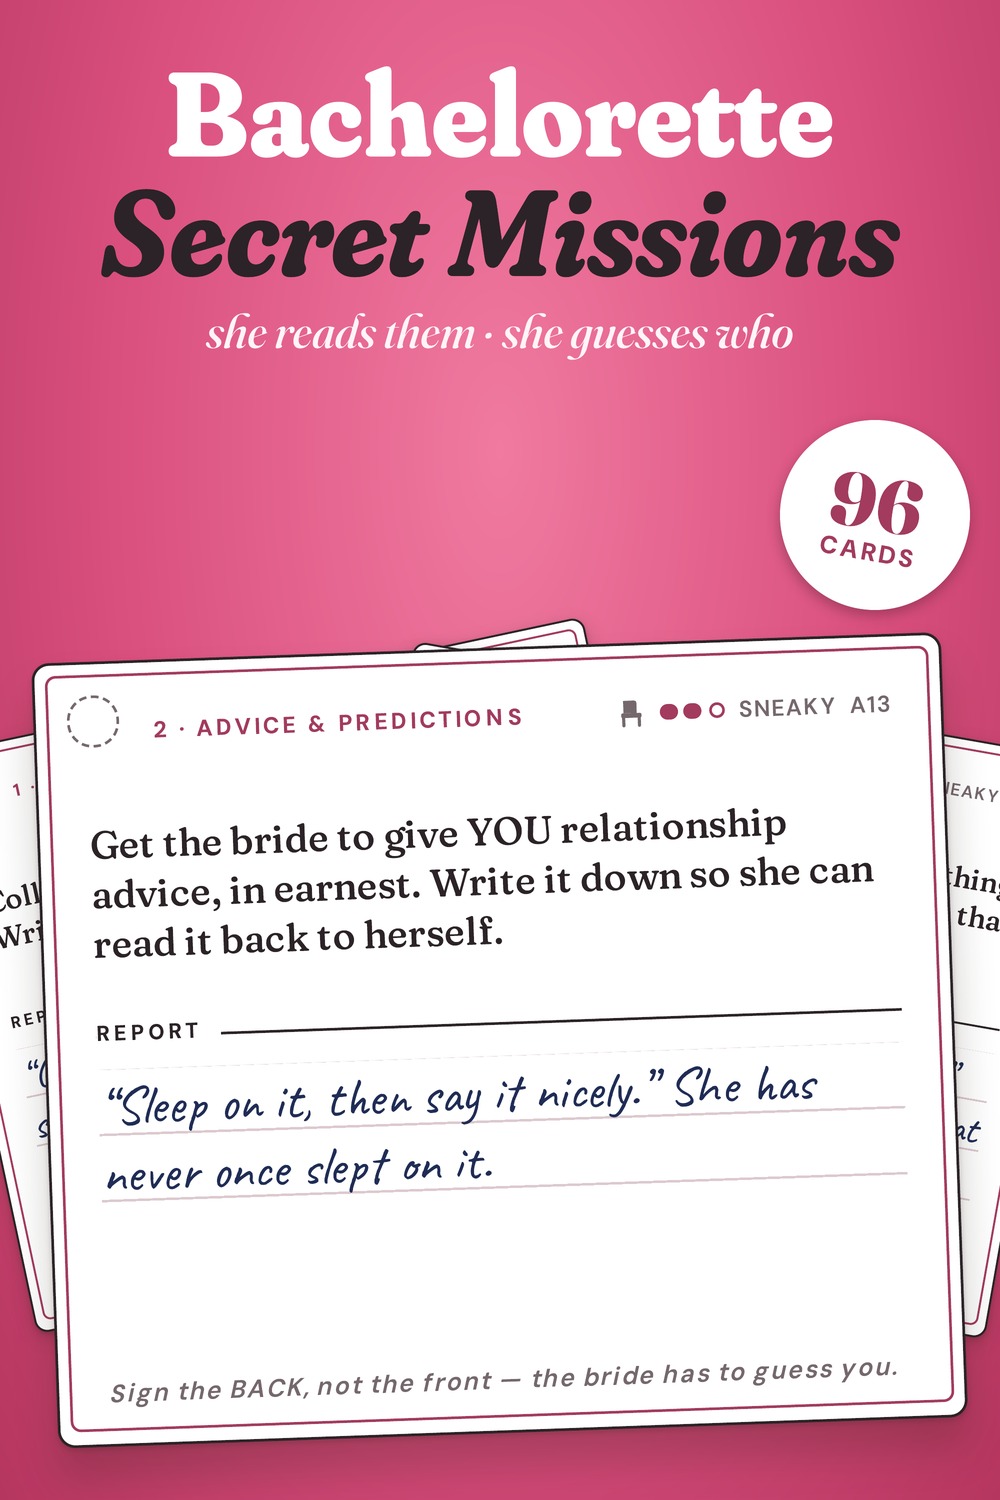 Bachelorette
Secret Missions
she reads them · she guesses who
96
CARDS
2 · ADVICE & PREDICTIONS
SNEAKY A13
Get the bride to give YOU relationship
advice, in earnest. Write it down so she can
read it back to herself.
REPORT
“Sleep on it, then say it nicely.” She has
never once slept on it.
Sign the BACK, not the front — the bride has to guess you.
1 ·